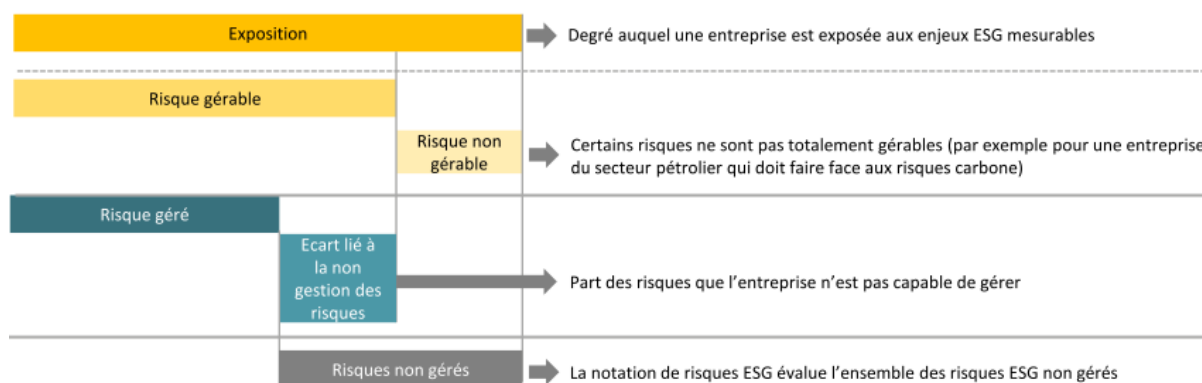 Exposition
Degré auquel une entreprise est exposée aux enjeux ESG mesurables
Risque gérable
Risque non
gérable
Certains risques ne sont pas totalement gérables (par exemple pour une entreprise
du secteur pétrolier qui doit faire face aux risques carbone)
Risque géré
Ecart lié à
la non
gestion des
risques
Part des risques que l’entreprise n’est pas capable de gérer
Risques non gérés
La notation de risques ESG évalue l’ensemble des risques ESG non gérés